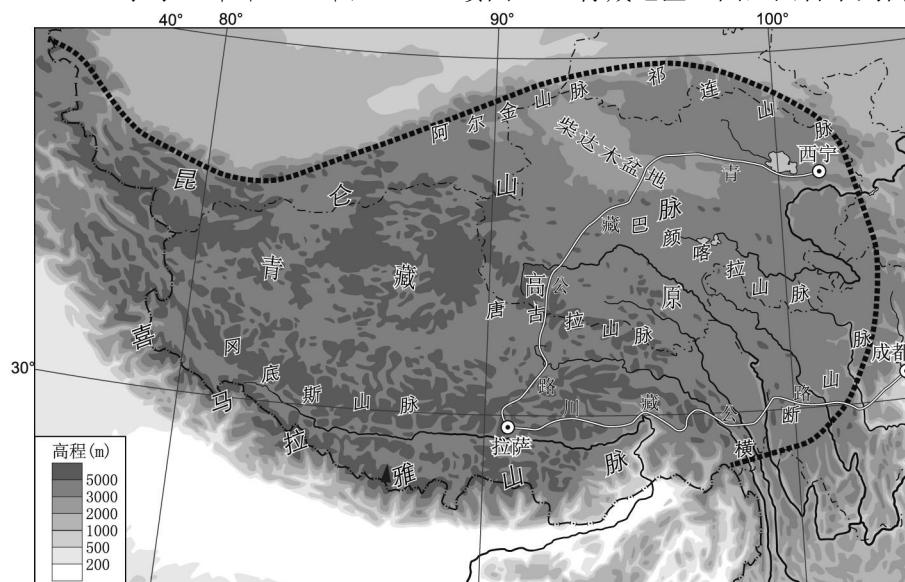 40° 80° 90° 100°
阿尔金山脉
祁连山脉
柴达木盆地
西宁
昆仑山脉
青藏公路
巴颜喀拉山脉
青藏高原
唐古拉山脉
冈底斯山脉
喜马拉雅山脉
川藏公路
横断山脉
成都
拉萨
30°
高程(m)
5000
3000
2000
1000
500
200